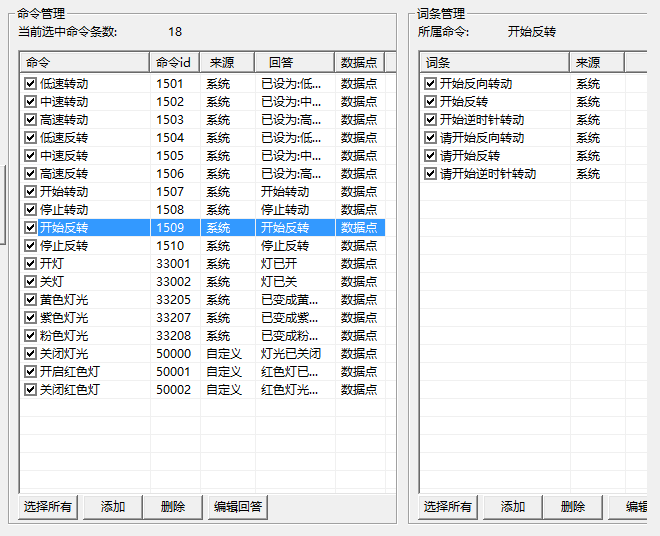 命令管理
当前选中命令条数: 18
命令 命令id 来源 回答 数据点
低速转动 1501 系统 已设为:低... 数据点
中速转动 1502 系统 已设为:中... 数据点
高速转动 1503 系统 已设为:高... 数据点
低速反转 1504 系统 已设为:低... 数据点
中速反转 1505 系统 已设为:中... 数据点
高速反转 1506 系统 已设为:高... 数据点
开始转动 1507 系统 开始转动 数据点
停止转动 1508 系统 停止转动 数据点
开始反转 1509 系统 开始反转 数据点
停止反转 1510 系统 停止反转 数据点
开灯 33001 系统 灯已开 数据点
关灯 33002 系统 灯已关 数据点
黄色灯光 33205 系统 已变成黄... 数据点
紫色灯光 33207 系统 已变成紫... 数据点
粉色灯光 33208 系统 已变成粉... 数据点
关闭灯光 50000 自定义 灯光已关闭 数据点
开启红色灯 50001 自定义 红色灯已... 数据点
关闭红色灯 50002 自定义 红色灯光... 数据点
选择所有 添加 删除 编辑回答
词条管理
所属命令: 开始反转
词条 来源
开始反向转动 系统
开始反转 系统
开始逆时针转动 系统
请开始反向转动 系统
请开始反转 系统
请开始逆时针转动 系统
选择所有 添加 删除 编辑